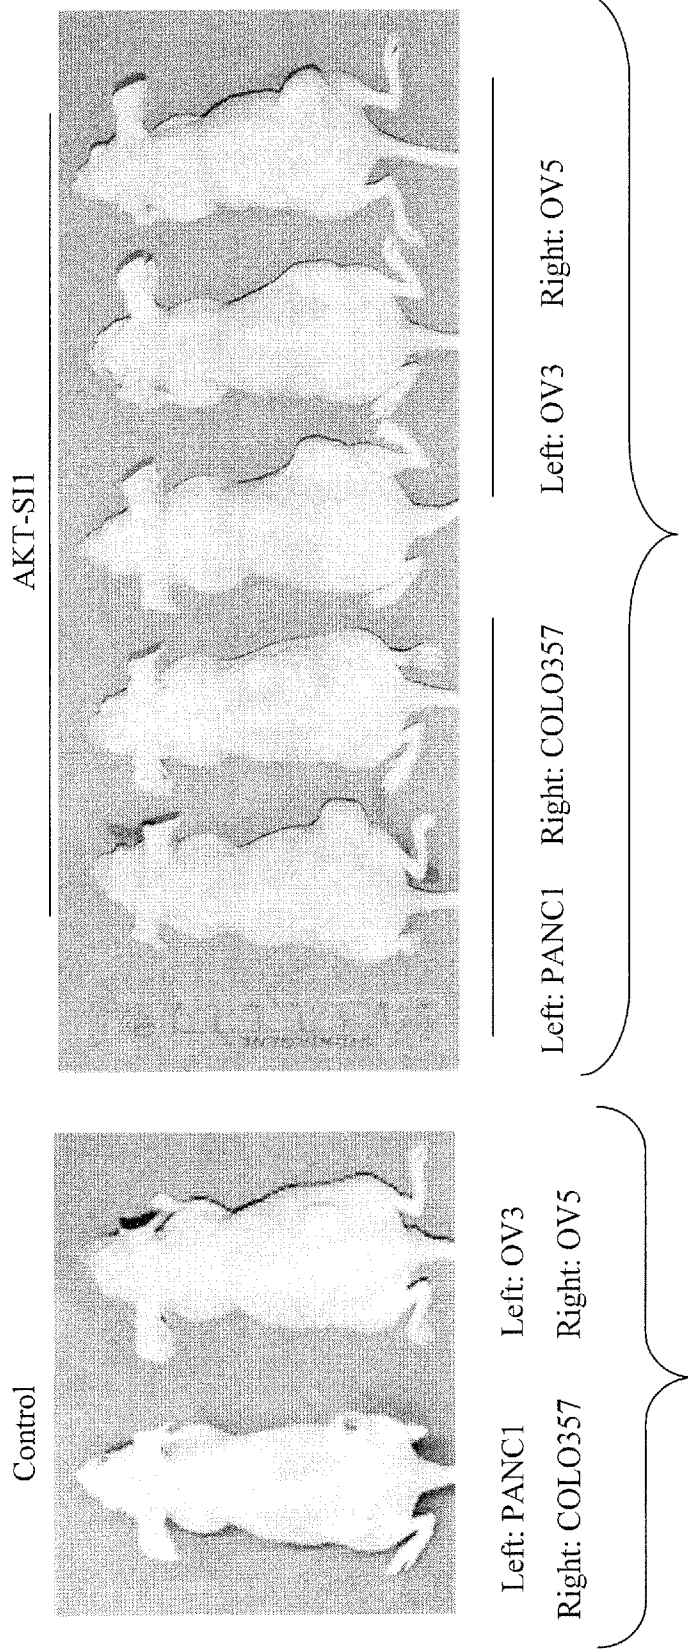 Control
Left: PANC1
Right: COLO357
Left: OV3
Right: OV5
AKT-SI1
Left: PANC1 Right: COLO357
Left: OV3 Right: OV5